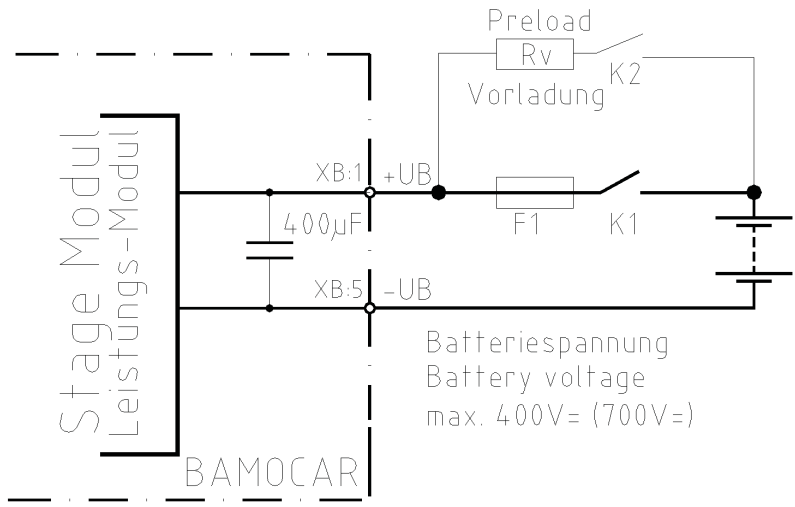 Preload
Rv
K2
Vorladung
XB:1
+UB
400µF
F1
K1
XB:5
-UB
Stage Modul
Leistungs-Modul
Batteriespannung
Battery voltage
max. 400V= (700V=)
BAMOCAR